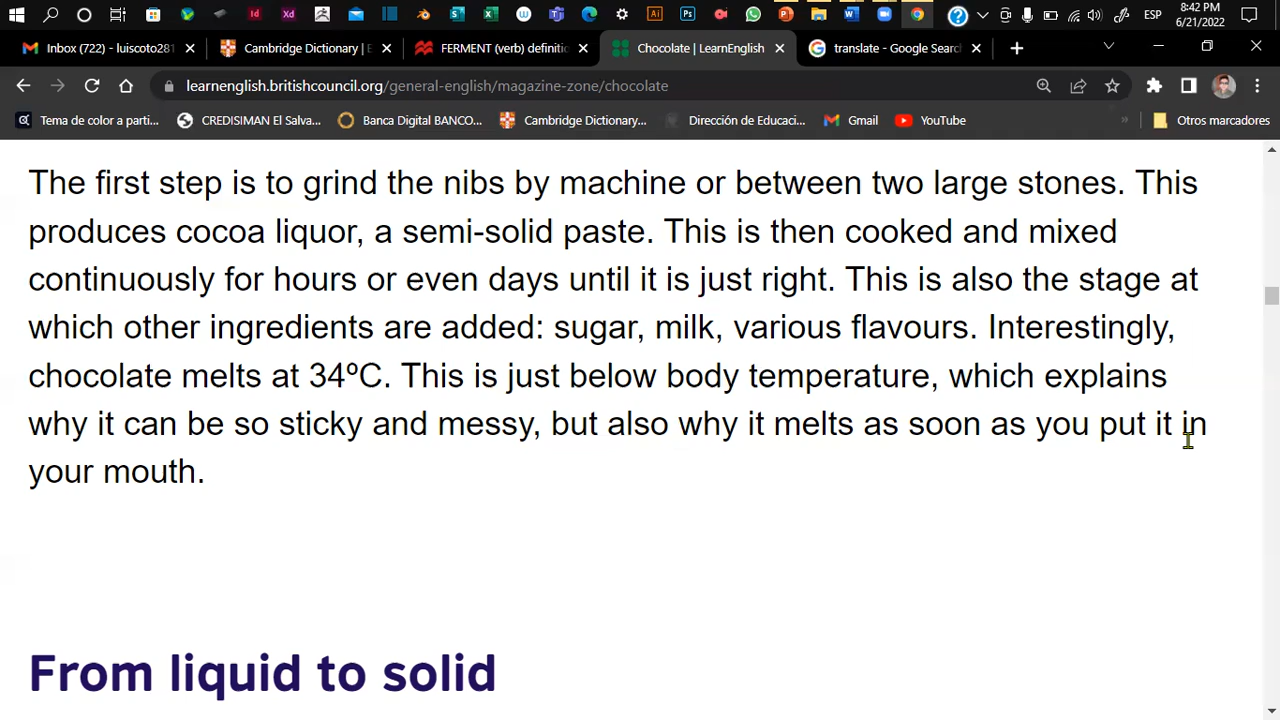 8:42 PM
ESP
6/21/2022
Inbox (722) - luiscoto281
Cambridge Dictionary | E
FERMENT (verb) definitio
Chocolate | LearnEnglish
translate - Google Search
learnenglish.britishcouncil.org/general-english/magazine-zone/chocolate
Tema de color a parti...
CREDISIMAN El Salva...
Banca Digital BANCO...
Cambridge Dictionary...
Dirección de Educaci...
Gmail
YouTube
Otros marcadores
The first step is to grind the nibs by machine or between two large stones. This
produces cocoa liquor, a semi-solid paste. This is then cooked and mixed
continuously for hours or even days until it is just right. This is also the stage at
which other ingredients are added: sugar, milk, various flavours. Interestingly,
chocolate melts at 34ºC. This is just below body temperature, which explains
why it can be so sticky and messy, but also why it melts as soon as you put it in
your mouth.
From liquid to solid